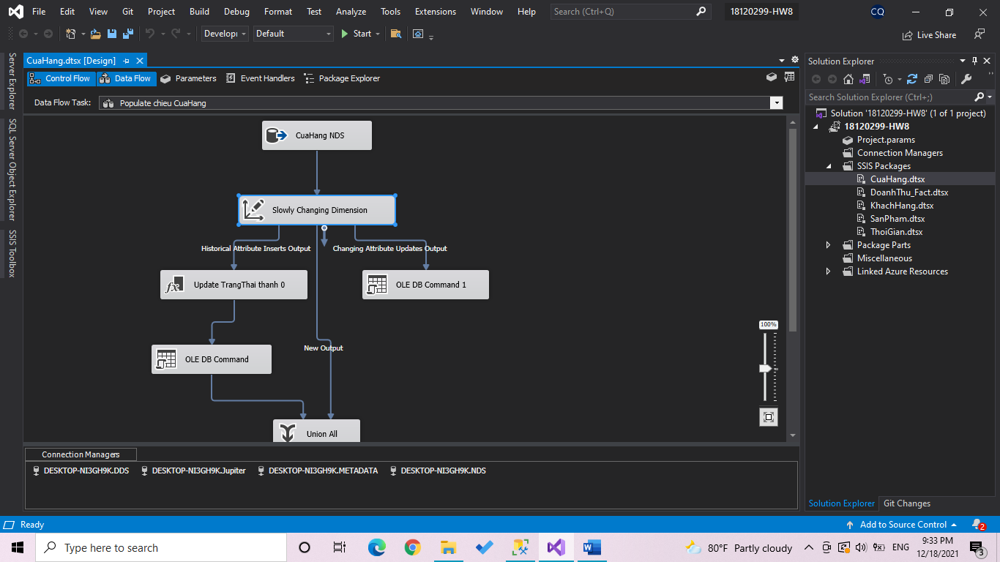 File Edit View Git Project Build Debug Format Test Analyze Tools Extensions Window Help Search (Ctrl+Q) 18120299-HW8 CQ
Developi Default Start Live Share
CuaHang.dtsx [Design]
Control Flow Data Flow Parameters Event Handlers Package Explorer
Data Flow Task: Populate chieu CuaHang
Server Explorer
SQL Server Object Explorer
SSIS Toolbox
CuaHang NDS
Slowly Changing Dimension
Historical Attribute Inserts Output
Changing Attribute Updates Output
fx Update TrangThai thanh 0
OLE DB Command 1
New Output
OLE DB Command
Union All
100%
Connection Managers
DESKTOP-NI3GH9K.DDS DESKTOP-NI3GH9K.Jupiter DESKTOP-NI3GH9K.METADATA DESKTOP-NI3GH9K.NDS
Solution Explorer
Search Solution Explorer (Ctrl+;)
Solution '18120299-HW8' (1 of 1 project)
18120299-HW8
Project.params
Connection Managers
SSIS Packages
CuaHang.dtsx
DoanhThu_Fact.dtsx
KhachHang.dtsx
SanPham.dtsx
ThoiGian.dtsx
Package Parts
Miscellaneous
Linked Azure Resources
Solution Explorer Git Changes
Ready Add to Source Control 2
Type here to search 80°F Partly cloudy ENG 9:33 PM
12/18/2021 3